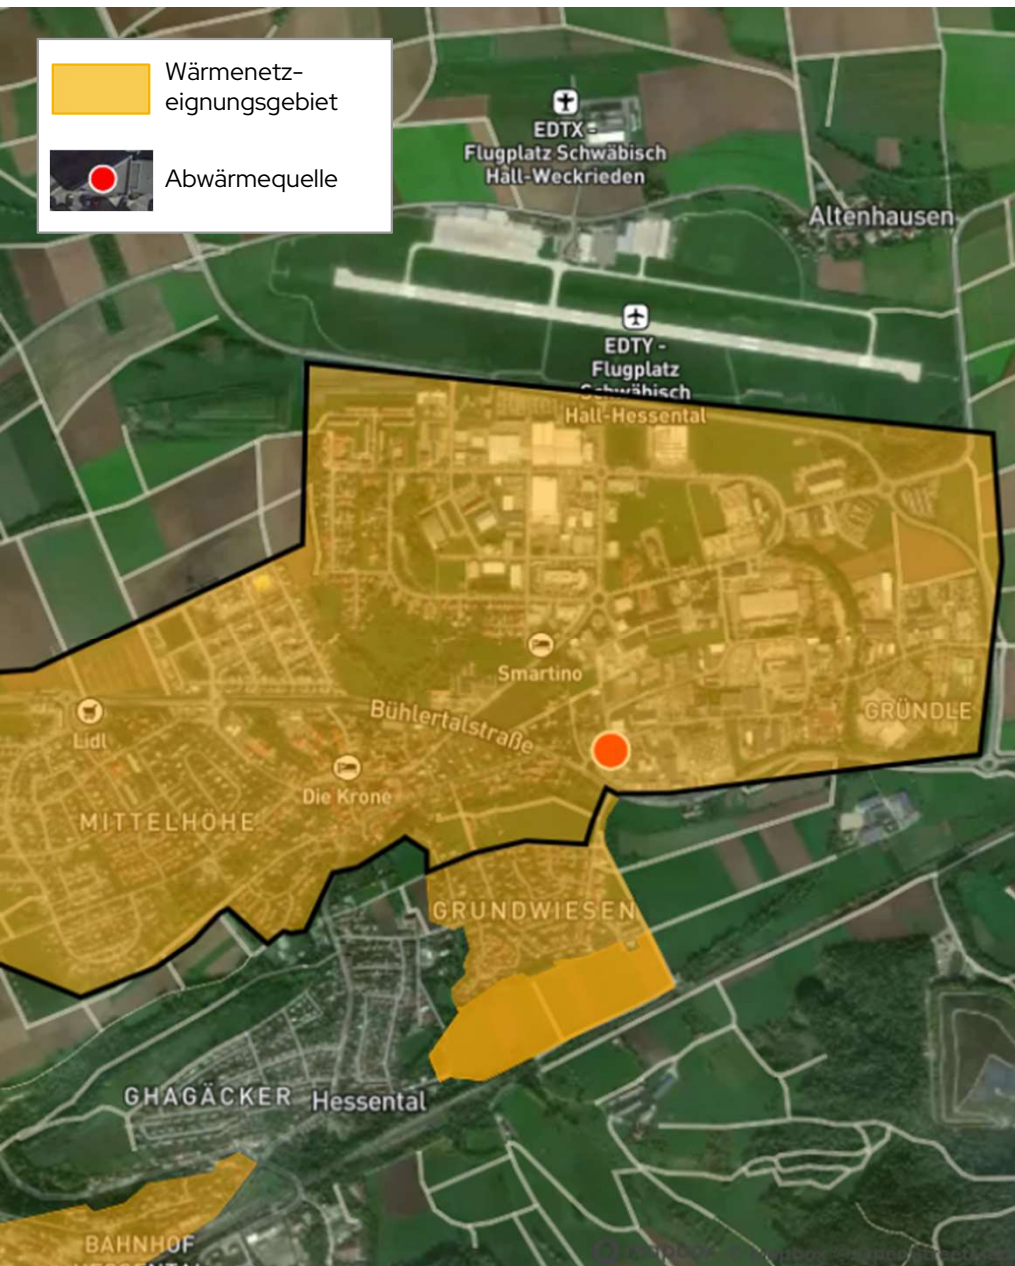 Wärmenetz-
eignungsgebiet
Abwärmequelle
EDTX -
Flugplatz Schwäbisch
Hall-Weckrieden
Altenhausen
EDTY -
Flugplatz
Schwäbisch
Hall-Hessental
Smartino
Bühlertalstraße
GRÜNDLE
Lidl
Die Krone
MITTELHÖHE
GRUNDWIESEN
GHAGÄCKER
Hessental
BAHNHOF